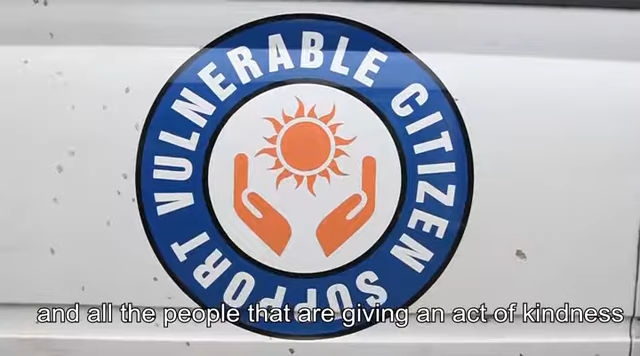 VULNERABLE CITIZEN SUPPORT
and all the people that are giving an act of kindness